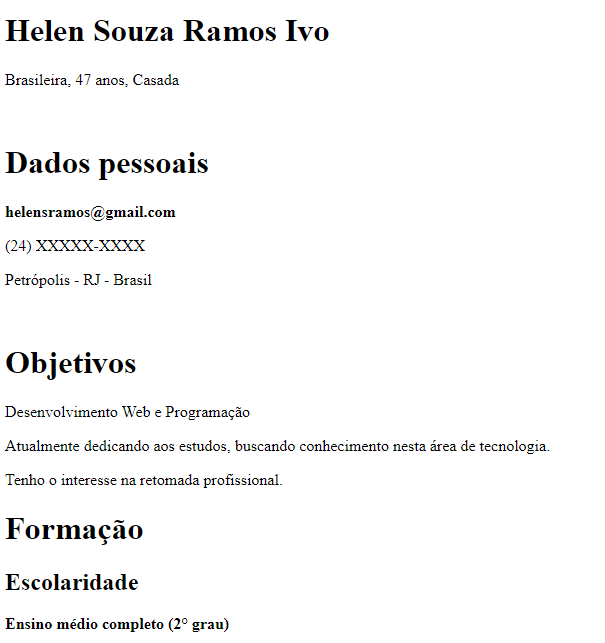 Helen Souza Ramos Ivo
Brasileira, 47 anos, Casada
Dados pessoais
helensramos@gmail.com
(24) XXXXX-XXXX
Petrópolis - RJ - Brasil
Objetivos
Desenvolvimento Web e Programação
Atualmente dedicando aos estudos, buscando conhecimento nesta área de tecnologia.
Tenho o interesse na retomada profissional.
Formação
Escolaridade
Ensino médio completo (2° grau)